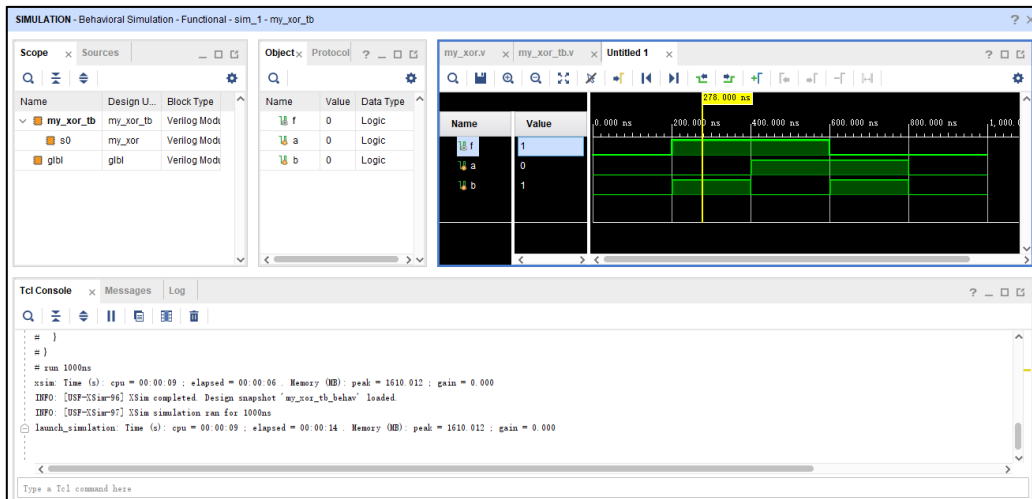 SIMULATION - Behavioral Simulation - Functional - sim_1 - my_xor_tb
Scope Sources
Name Design U... Block Type
my_xor_tb my_xor_tb Verilog Modu
s0 my_xor Verilog Modu
glbl glbl Verilog Modu
Object Protocol
Name Value Data Type
f 0 Logic
a 0 Logic
b 0 Logic
my_xor.v my_xor_tb.v Untitled 1
278.000 ns
Name Value 0.000 ns 200.000 ns 400.000 ns 600.000 ns 800.000 ns 1,000.0
f 1
a 0
b 1
Tcl Console Messages Log
# }
# }
# run 1000ns
xsim: Time (s): cpu = 00:00:09 ; elapsed = 00:00:06 . Memory (MB): peak = 1610.012 ; gain = 0.000
INFO: [USF-XSim-96] XSim completed. Design snapshot 'my_xor_tb_behav' loaded.
INFO: [USF-XSim-97] XSim simulation ran for 1000ns
launch_simulation: Time (s): cpu = 00:00:09 ; elapsed = 00:00:14 . Memory (MB): peak = 1610.012 ; gain = 0.000
Type a Tcl command here